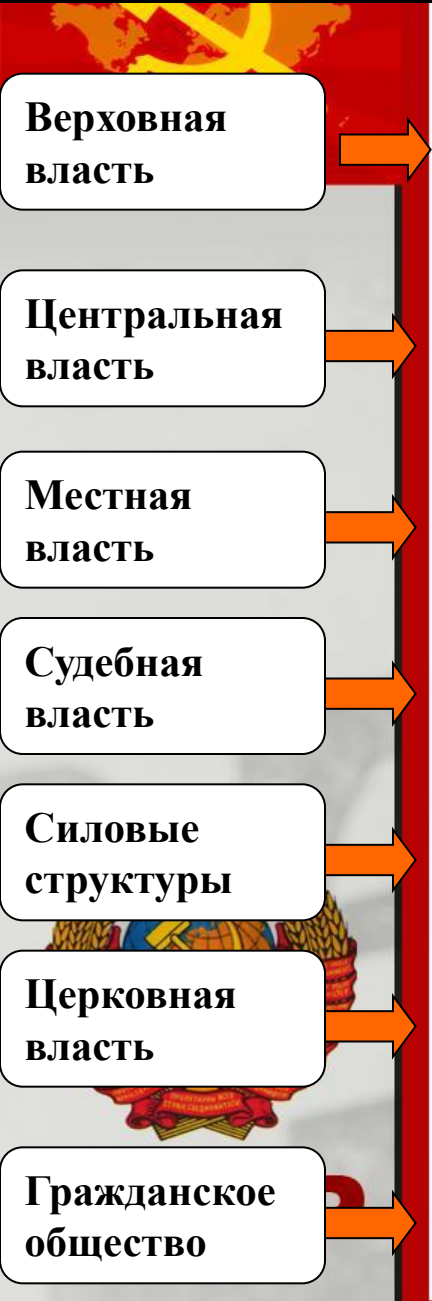 Верховная
власть
Центральная
власть
Местная
власть
Судебная
власть
Силовые
структуры
Церковная
власть
Гражданское
общество